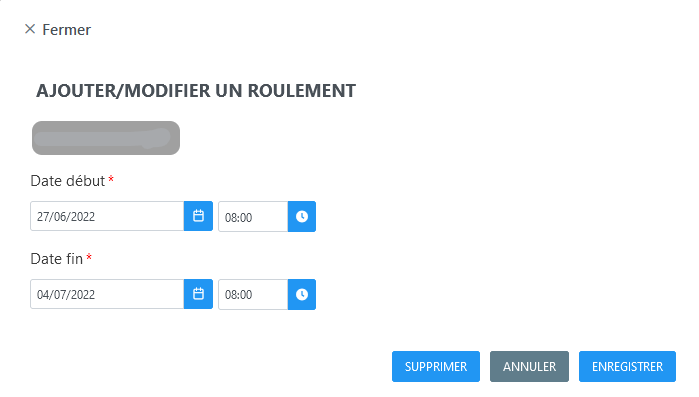 Fermer
AJOUTER/MODIFIER UN ROULEMENT
Date début *
27/06/2022 08:00
Date fin *
04/07/2022 08:00
SUPPRIMER ANNULER ENREGISTRER